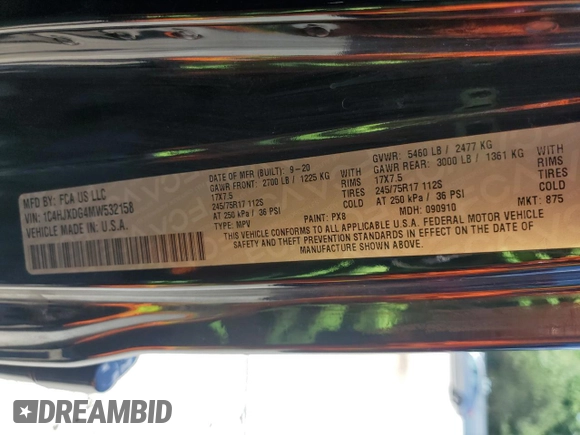 MFD BY: FCA US LLC
VIN: 1C4HJXDG4MW532158
VEHICLE MADE IN U.S.A.
DATE OF MFR (BUILT): 9-20
GAWR FRONT: 2700 LB / 1225 KG WITH
17X7.5 RIMS
245/75R17 112S TIRES
AT 250 kPa / 36 PSI COLD
TYPE: MPV
GVWR: 5460 LB / 2477 KG
GAWR REAR: 3000 LB / 1361 KG WITH
17X7.5 RIMS
245/75R17 112S TIRES
AT 250 kPa / 36 PSI COLD
PAINT: PX8 MDH: 090910 MKT: 875
THIS VEHICLE CONFORMS TO ALL APPLICABLE U.S.A. FEDERAL MOTOR VEHICLE
SAFETY AND THEFT PREVENTION STANDARDS IN EFFECT ON THE DATE OF
MANUFACTURE SHOWN ABOVE.
DREAMBID